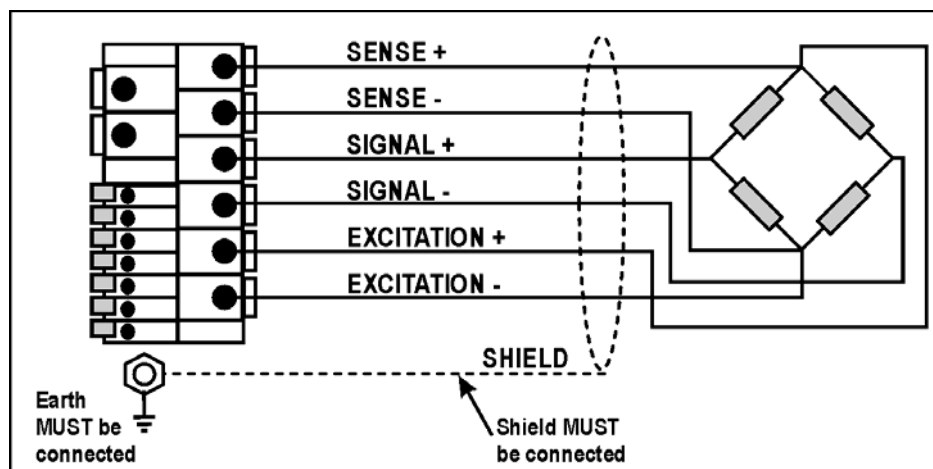 SENSE +
SENSE -
SIGNAL +
SIGNAL -
EXCITATION +
EXCITATION -
SHIELD
Earth
MUST be
connected
Shield MUST
be connected